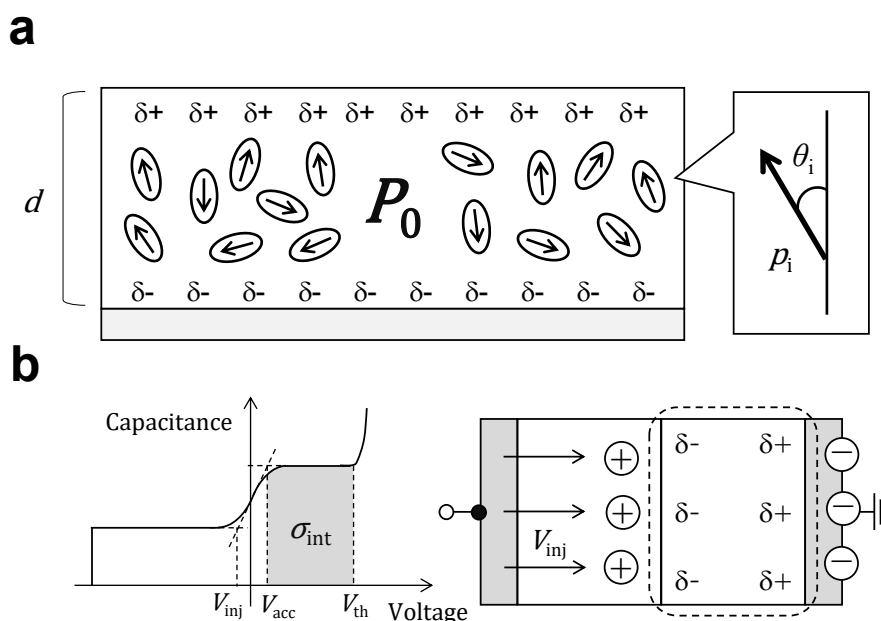 a
δ+ δ+ δ+ δ+ δ+ δ+ δ+ δ+ δ+ δ+
d
P0
θi
pi
δ- δ- δ- δ- δ- δ- δ- δ- δ- δ-
b
Capacitance
σint
Vinj Vacc Vth Voltage
δ- δ+ −
+
δ- δ+ −
+
Vinj
δ- δ+ −
+